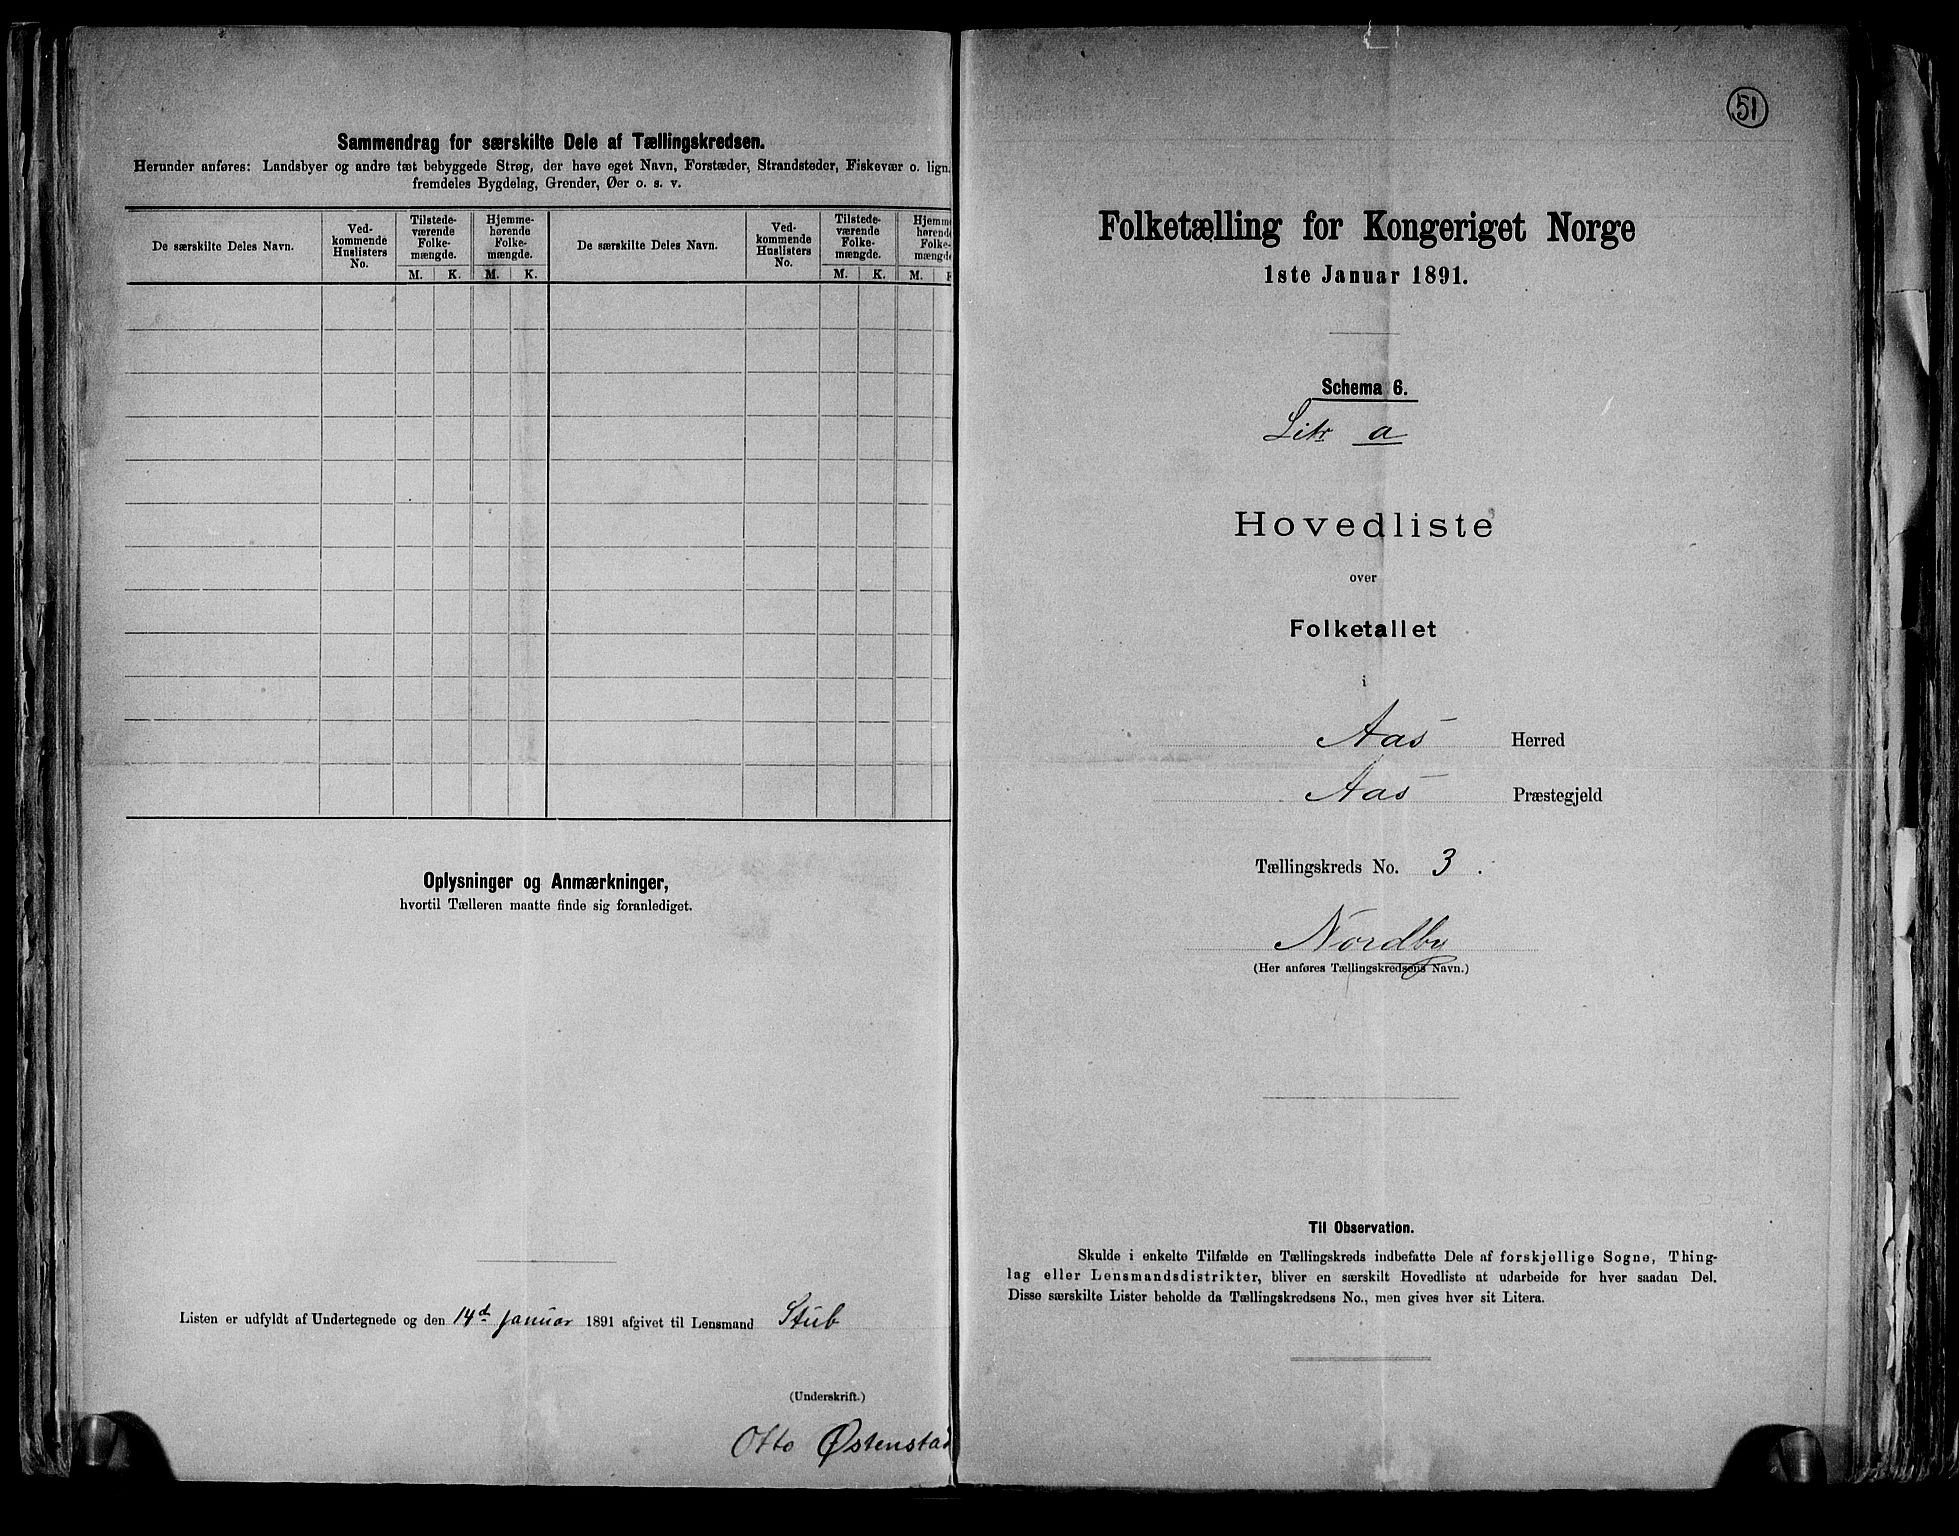 Sammendrag for særskilte Dele af Tællingskredsen.
Herunder anføres: Landsbyer og andre tæt bebyggede Strøg, der have eget Navn, Forstæder, Strandsteder, Fiskevær o. lign.
fremdeles Bygdelag, Grender, Øer o. s. v.
De særskilte Deles Navn.
Ved-
kommende
Huslisters
No.
Tilstede-
værende
Folke-
mængde.
Hjemme-
hørende
Folke-
mængde.
M. K. M. K.
De særskilte Deles Navn.
Ved-
kommende
Huslisters
No.
Tilstede-
værende
Folke-
mængde.
Hjemm
hørend
Folke-
mængde
M. K. M.
Oplysninger og Anmærkninger,
hvortil Tælleren maatte finde sig foranlediget.
Listen er udfyldt af Undertegnede og den 14d Januar 1891 afgivet til Lensmand Stub
(Underskrift.)
Otto Østenstad
51
Folketælling for Kongeriget Norge
1ste Januar 1891.
Schema 6.
Litr a
Hovedliste
over
Folketallet
i
Aas Herred
Aas Præstegjeld
Tællingskreds No. 3.
Nordby
(Her anføres Tællingskredsens Navn.)
Til Observation.
Skulde i enkelte Tilfælde en Tællingskreds indbefatte Dele af forskjellige Sogne, Thing-
lag eller Lensmandsdistrikter, bliver en særskilt Hovedliste at udarbeide for hver saadan Del.
Disse særskilte Lister beholde da Tællingskredsens No., men gives hver sit Litera.